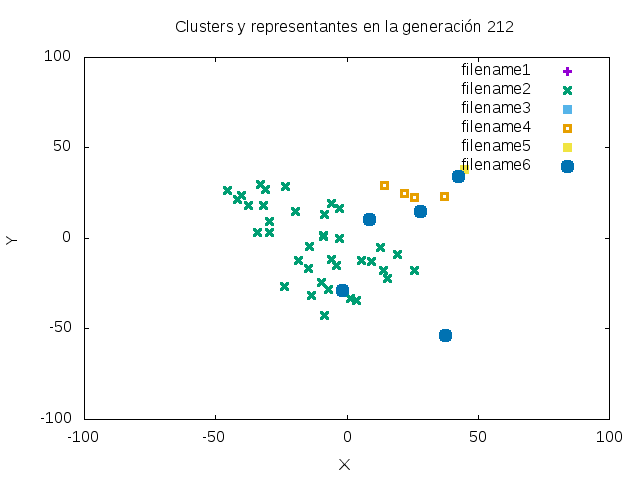 Clusters y representantes en la generación 212
100
filename1
filename2
filename3
filename4
50
filename5
filename6
Y
0
-50
-100
-100 -50 0 50 100
X